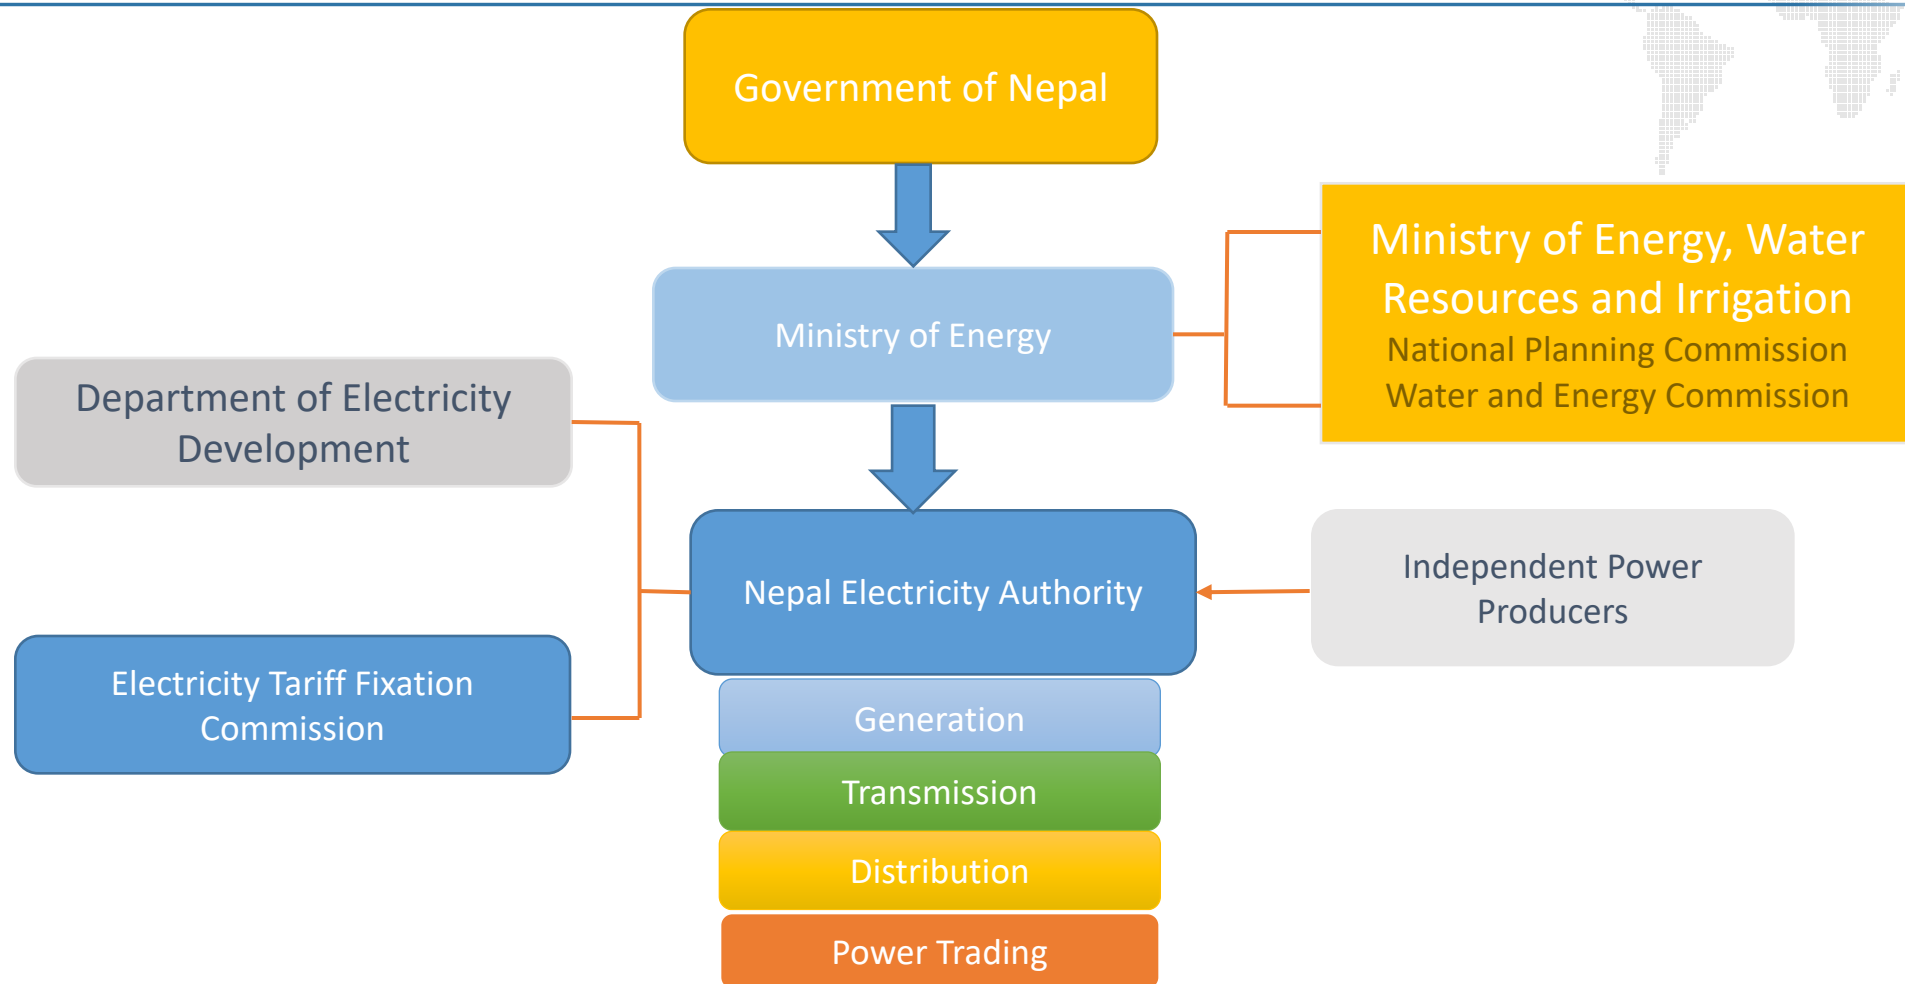 Government of Nepal
Ministry of Energy, Water
Resources and Irrigation
National Planning Commission
Water and Energy Commission
Ministry of Energy
Department of Electricity
Development
Nepal Electricity Authority
Independent Power
Producers
Electricity Tariff Fixation
Commission
Generation
Transmission
Distribution
Power Trading